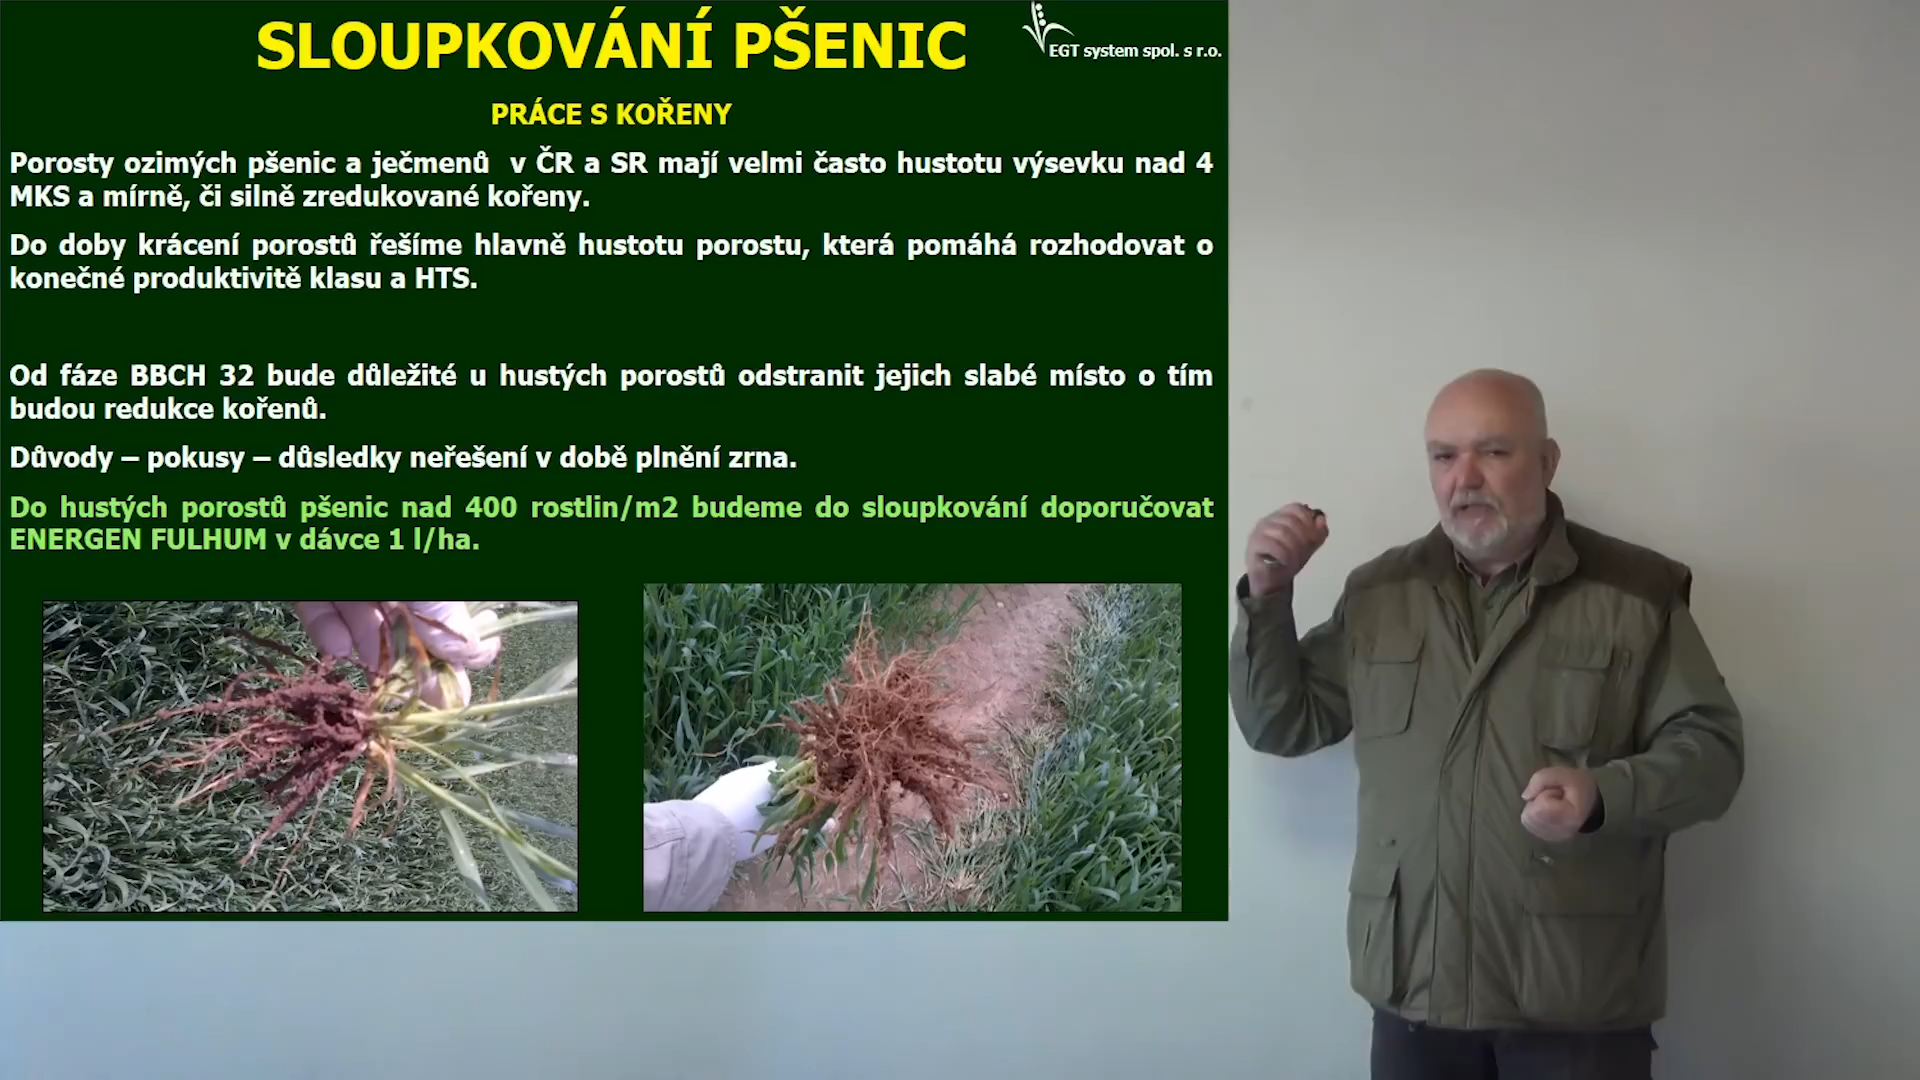 SLOUPKOVÁNÍ PŠENIC
EGT system spol. s r.o.
PRÁCE S KOŘENY
Porosty ozimých pšenic a ječmenů v ČR a SR mají velmi často hustotu výsevku nad 4
MKS a mírně, či silně zredukované kořeny.
Do doby krácení porostů řešíme hlavně hustotu porostu, která pomáhá rozhodovat o
konečné produktivitě klasu a HTS.
Od fáze BBCH 32 bude důležité u hustých porostů odstranit jejich slabé místo o tím
budou redukce kořenů.
Důvody – pokusy – důsledky neřešení v době plnění zrna.
Do hustých porostů pšenic nad 400 rostlin/m2 budeme do sloupkování doporučovat
ENERGEN FULHUM v dávce 1 l/ha.